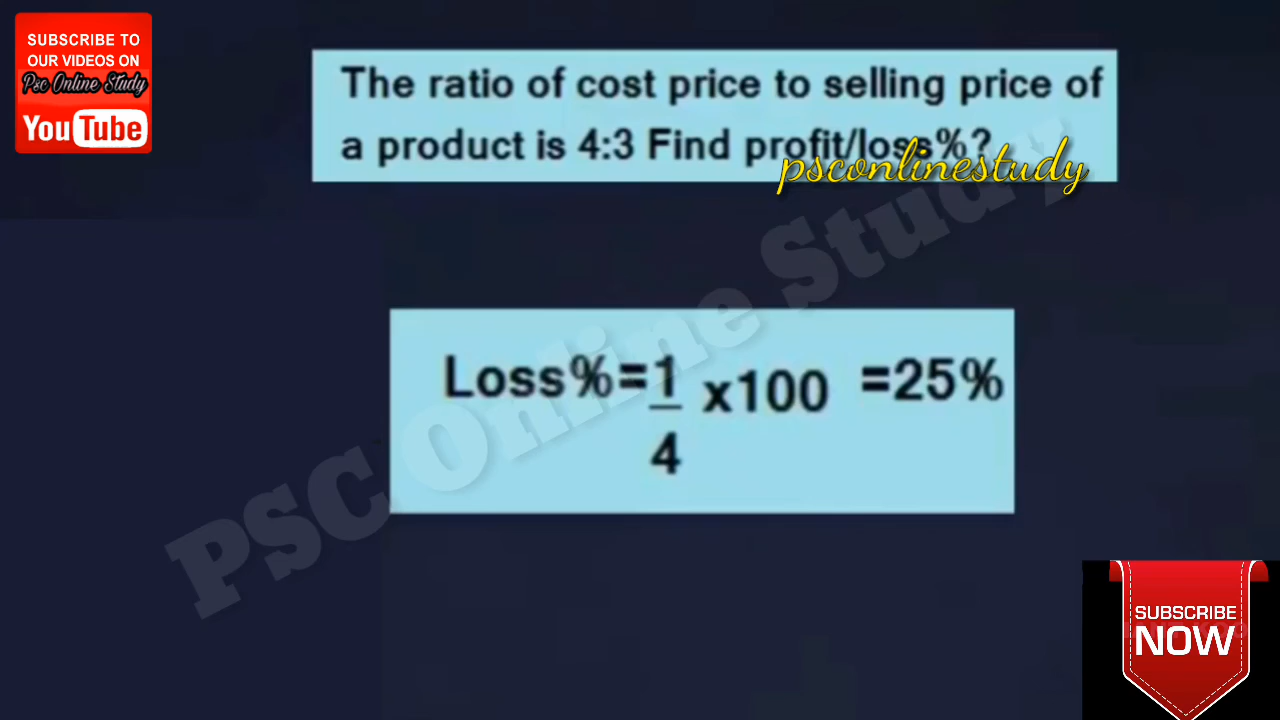 SUBSCRIBE TO
OUR VIDEOS ON
Psc Online Study
YouTube
The ratio of cost price to selling price of
a product is 4:3 Find profit/loss%?
psconlinestudy
PSC Online Study
Loss%=1/4 x100 =25%
SUBSCRIBE
NOW